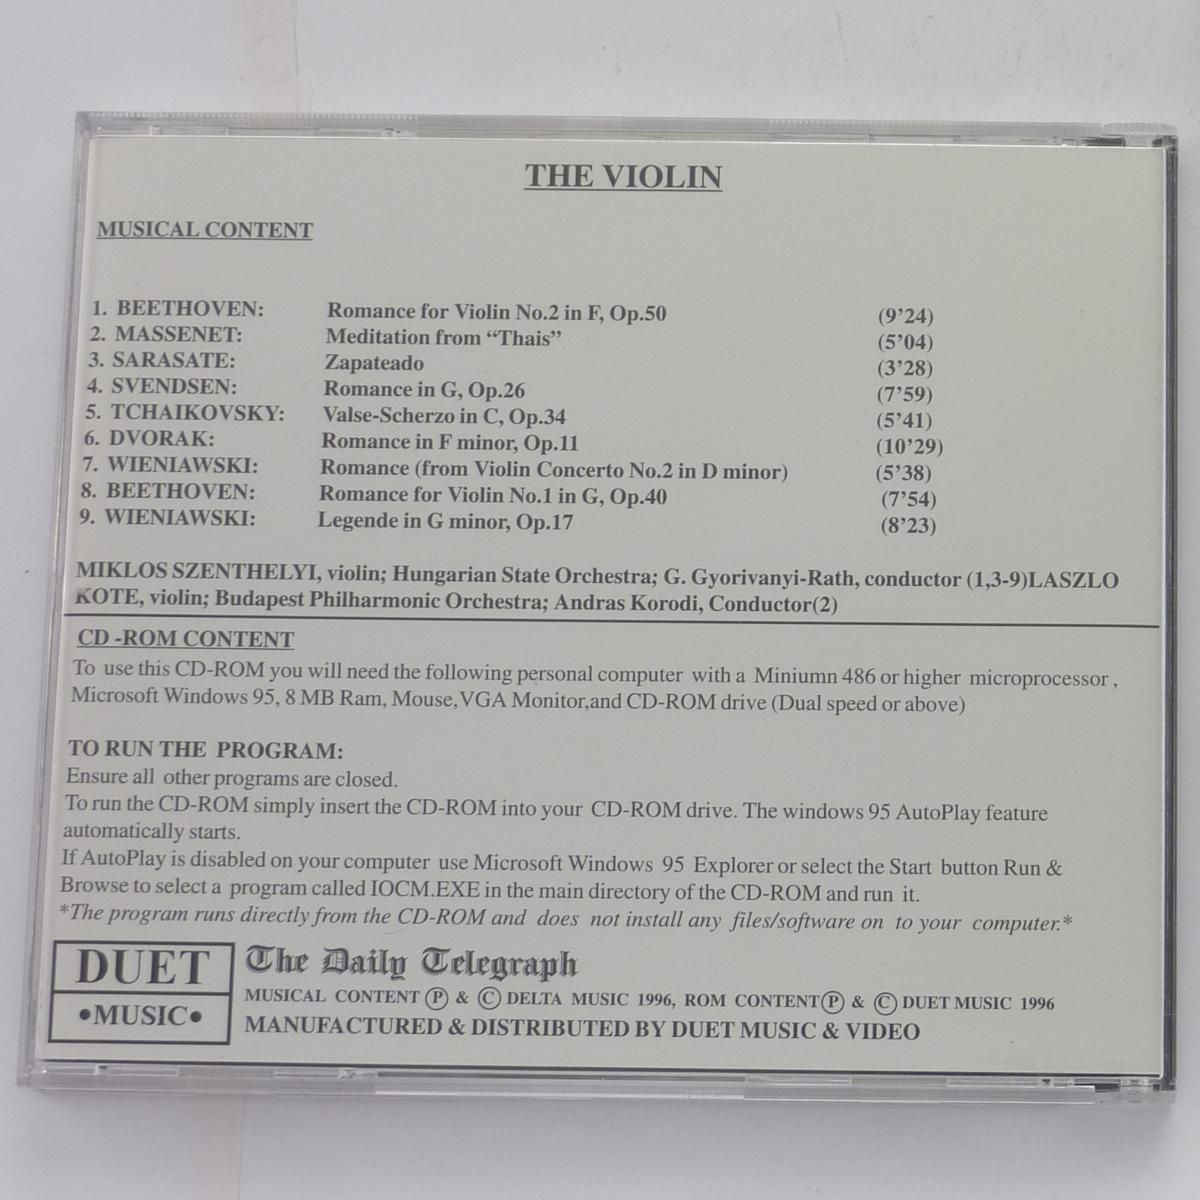 THE VIOLIN
MUSICAL CONTENT
1. BEETHOVEN: Romance for Violin No.2 in F, Op.50 (9’24)
2. MASSENET: Meditation from “Thais” (5’04)
3. SARASATE: Zapateado (3’28)
4. SVENDSEN: Romance in G, Op.26 (7’59)
5. TCHAIKOVSKY: Valse-Scherzo in C, Op.34 (5’41)
6. DVORAK: Romance in F minor, Op.11 (10’29)
7. WIENIAWSKI: Romance (from Violin Concerto No.2 in D minor) (5’38)
8. BEETHOVEN: Romance for Violin No.1 in G, Op.40 (7’54)
9. WIENIAWSKI: Legende in G minor, Op.17 (8’23)
MIKLOS SZENTHELYI, violin; Hungarian State Orchestra; G. Gyorivanyi-Rath, conductor (1,3-9)LASZLO
KOTE, violin; Budapest Philharmonic Orchestra; Andras Korodi, Conductor(2)
CD -ROM CONTENT
To use this CD-ROM you will need the following personal computer with a Miniumn 486 or higher microprocessor ,
Microsoft Windows 95, 8 MB Ram, Mouse,VGA Monitor,and CD-ROM drive (Dual speed or above)
TO RUN THE PROGRAM:
Ensure all other programs are closed.
To run the CD-ROM simply insert the CD-ROM into your CD-ROM drive. The windows 95 AutoPlay feature
automatically starts.
If AutoPlay is disabled on your computer use Microsoft Windows 95 Explorer or select the Start button Run &
Browse to select a program called IOCM.EXE in the main directory of the CD-ROM and run it.
*The program runs directly from the CD-ROM and does not install any files/software on to your computer.*
DUET
•MUSIC•
The Daily Telegraph
MUSICAL CONTENT Ⓟ & Ⓒ DELTA MUSIC 1996, ROM CONTENT Ⓟ & Ⓒ DUET MUSIC 1996
MANUFACTURED & DISTRIBUTED BY DUET MUSIC & VIDEO